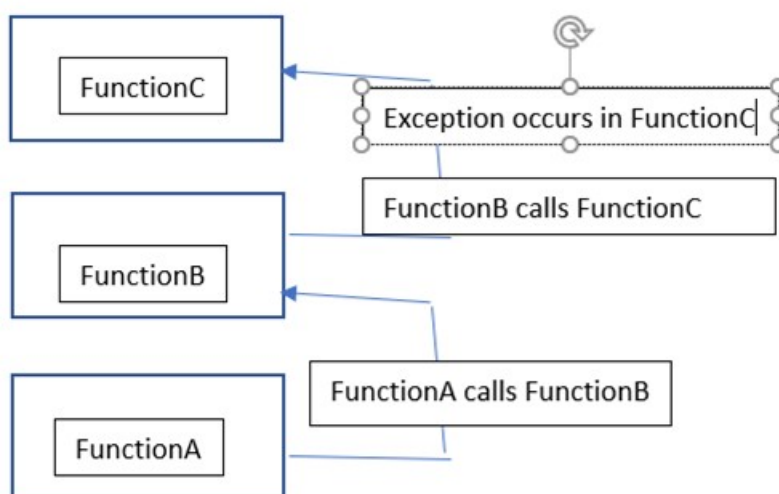 FunctionC
Exception occurs in FunctionC
FunctionB calls FunctionC
FunctionB
FunctionA calls FunctionB
FunctionA